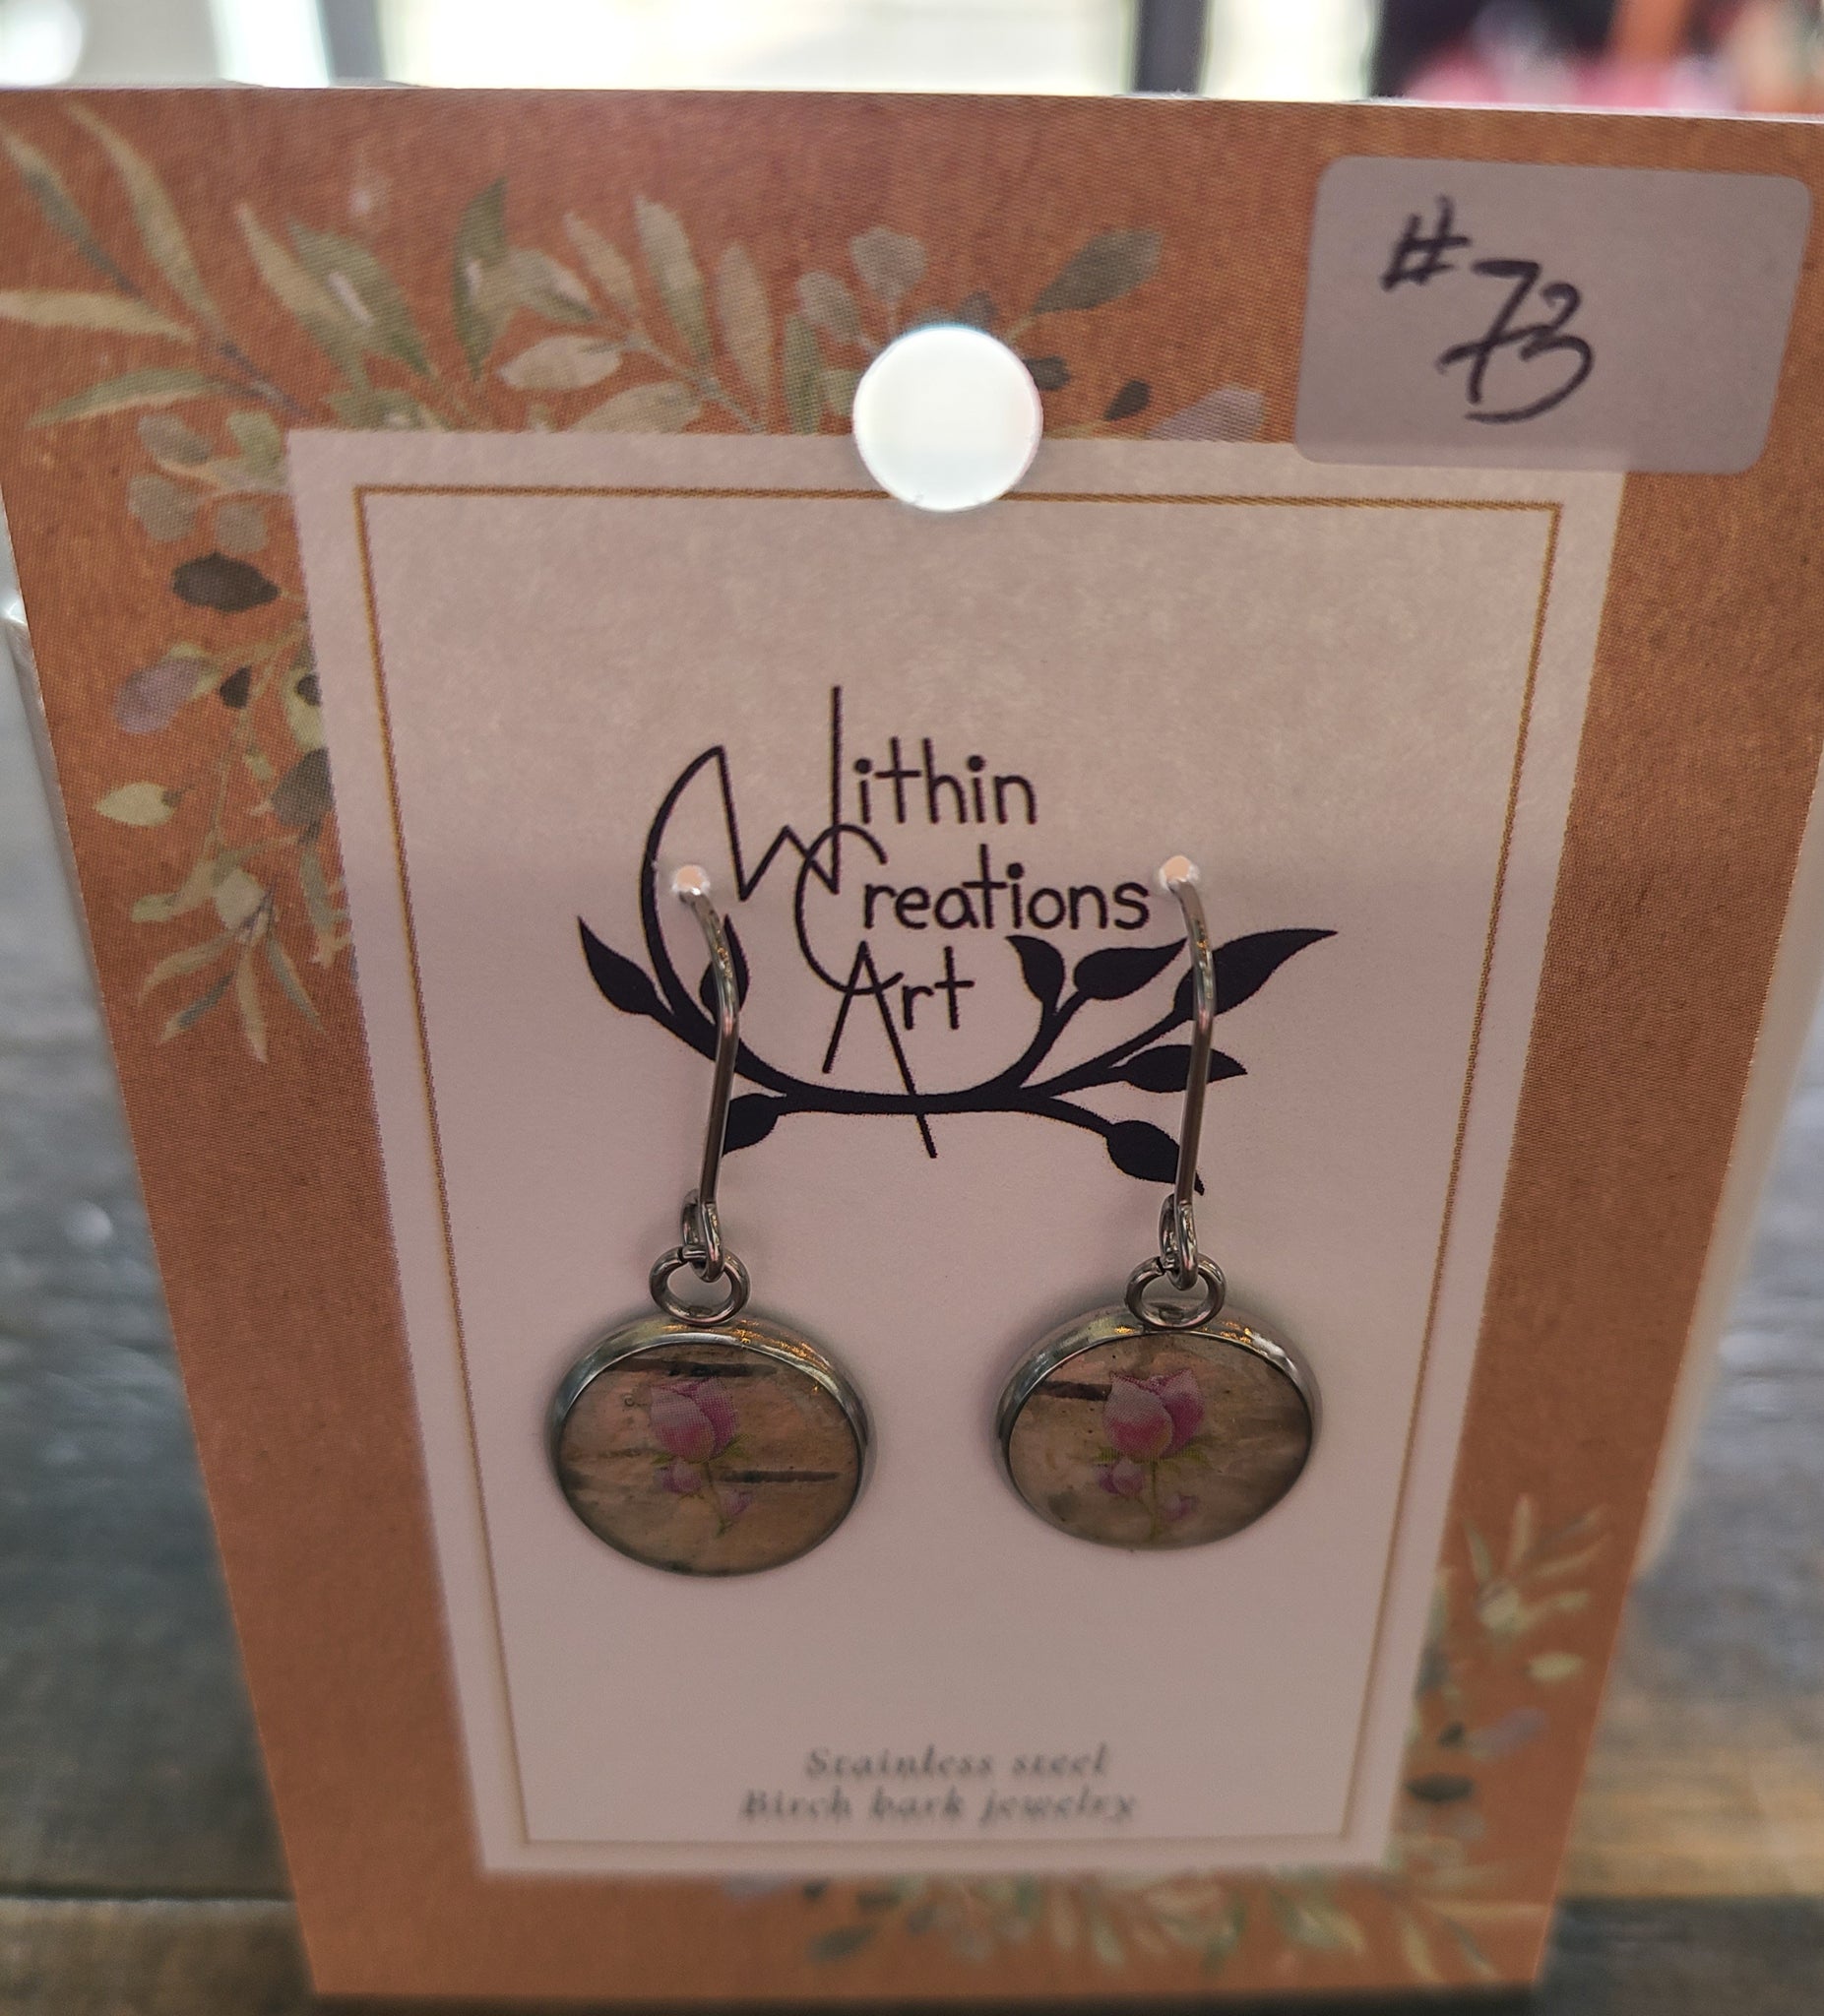 #73
Within
Creations
Art
Stainless steel
Birch bark jewelry